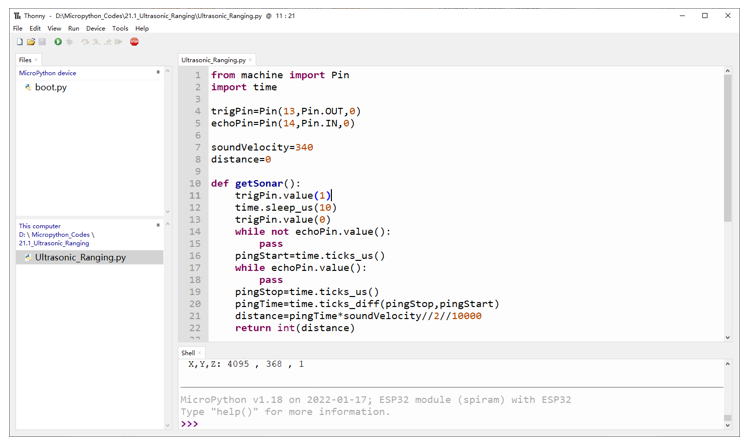 Thonny - D:\Micropython_Codes\21.1_Ultrasonic_Ranging\Ultrasonic_Ranging.py @ 11 : 21
File Edit View Run Device Tools Help
Files
MicroPython device
boot.py
This computer
D: \ Micropython_Codes \
21.1_Ultrasonic_Ranging
Ultrasonic_Ranging.py
Ultrasonic_Ranging.py
1 from machine import Pin
2 import time
3
4 trigPin=Pin(13,Pin.OUT,0)
5 echoPin=Pin(14,Pin.IN,0)
6
7 soundVelocity=340
8 distance=0
9
10 def getSonar():
11     trigPin.value(1)
12     time.sleep_us(10)
13     trigPin.value(0)
14     while not echoPin.value():
15         pass
16     pingStart=time.ticks_us()
17     while echoPin.value():
18         pass
19     pingStop=time.ticks_us()
20     pingTime=time.ticks_diff(pingStop,pingStart)
21     distance=pingTime*soundVelocity//2//10000
22     return int(distance)
Shell
X,Y,Z: 4095 , 368 , 1
MicroPython v1.18 on 2022-01-17; ESP32 module (spiram) with ESP32
Type "help()" for more information.
>>>